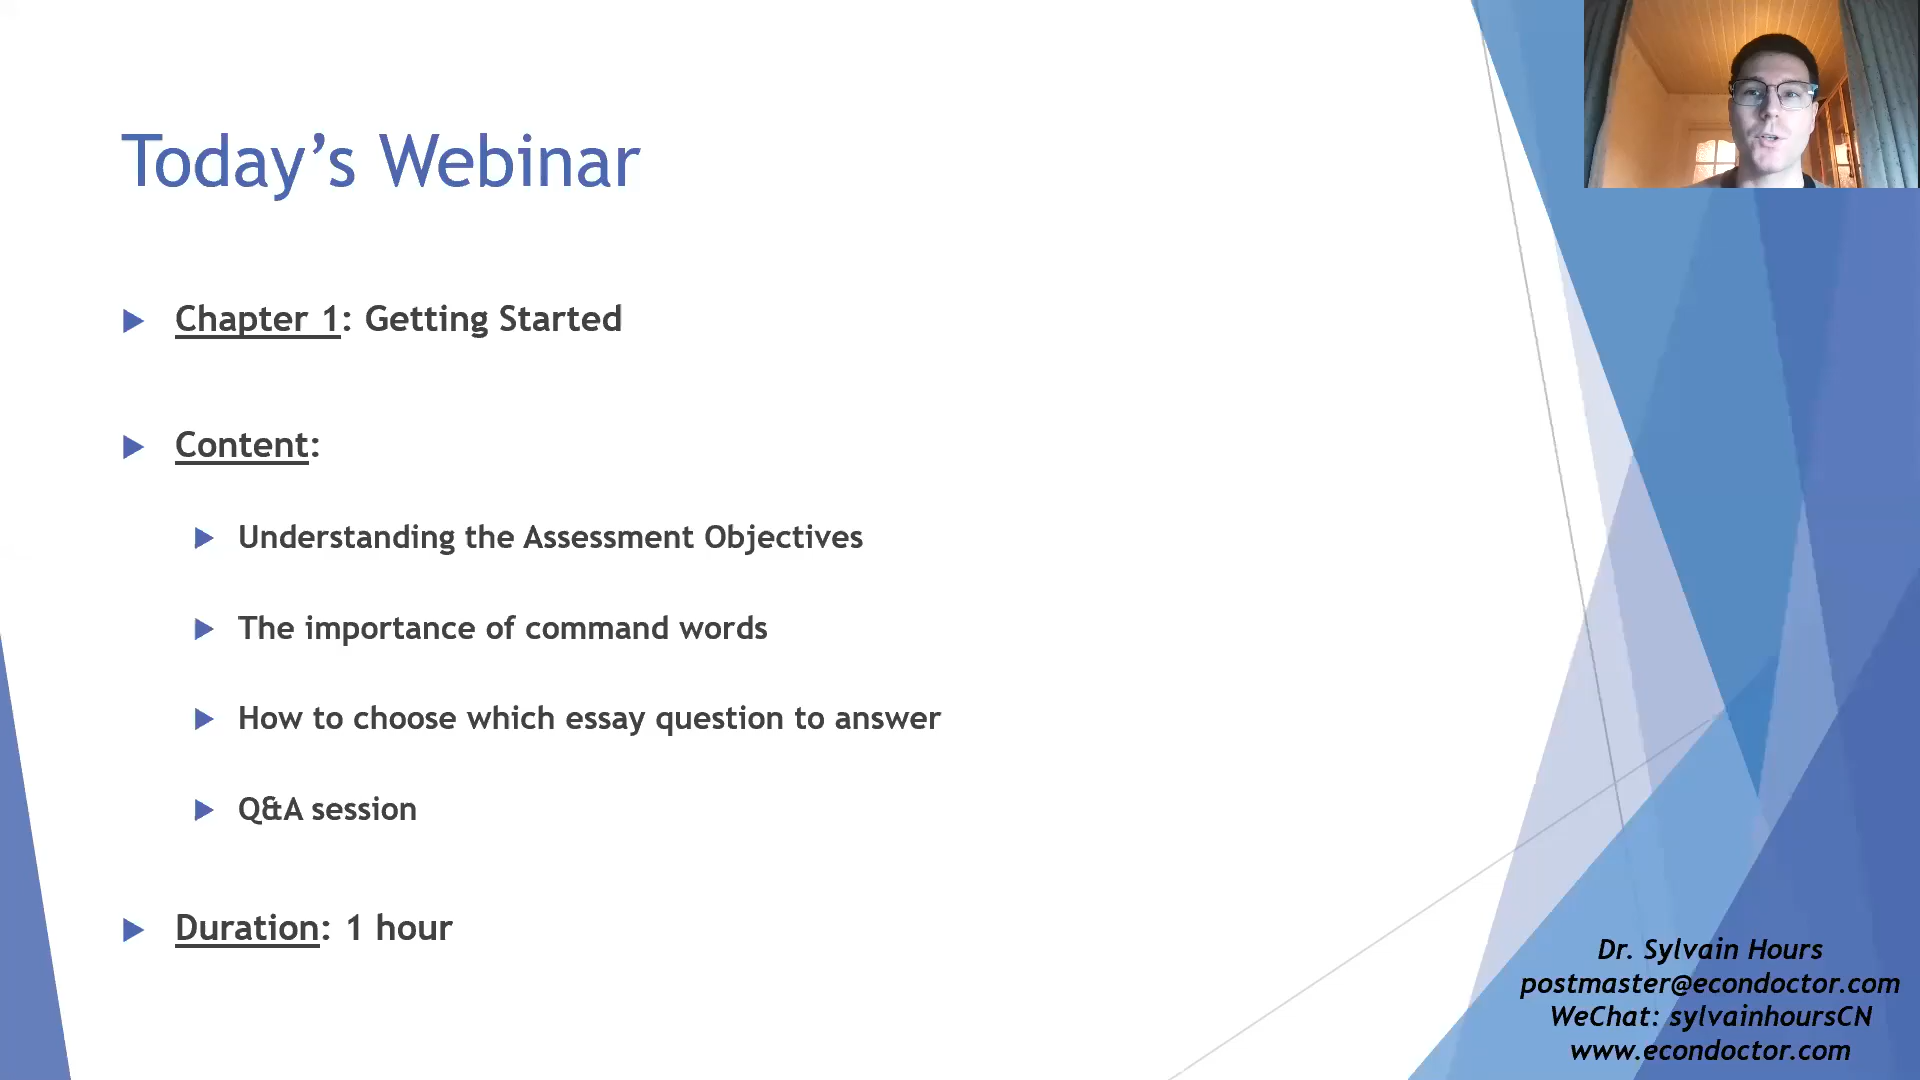 Today’s Webinar
Chapter 1: Getting Started
Content:
Understanding the Assessment Objectives
The importance of command words
How to choose which essay question to answer
Q&A session
Duration: 1 hour
Dr. Sylvain Hours
postmaster@econdoctor.com
WeChat: sylvainhoursCN
www.econdoctor.com